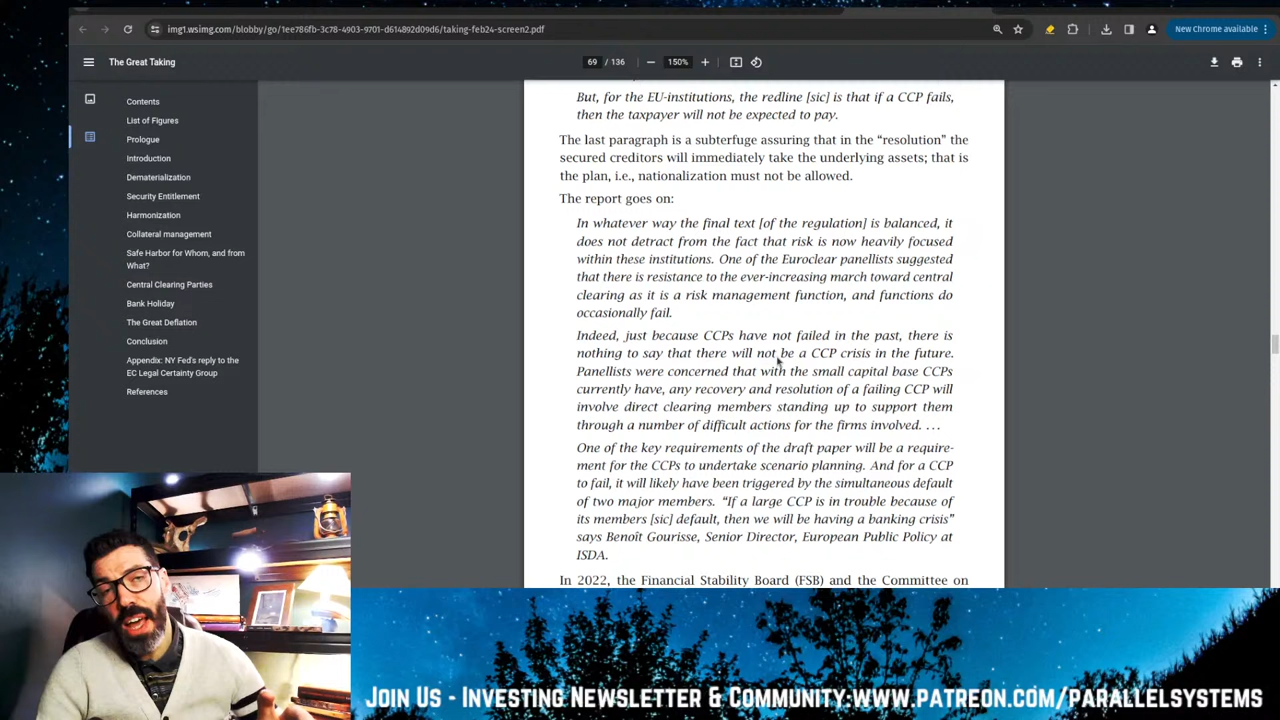 img1.wsimg.com/blobby/go/1ee786fb-3c78-4903-9701-d614892d09d6/taking-feb24-screen2.pdf
New Chrome available
The Great Taking
69 / 136
150%
Contents
List of Figures
Prologue
Introduction
Dematerialization
Security Entitlement
Harmonization
Collateral management
Safe Harbor for Whom, and from
What?
Central Clearing Parties
Bank Holiday
The Great Deflation
Conclusion
Appendix: NY Fed's reply to the
EC Legal Certainty Group
References
But, for the EU-institutions, the redline [sic] is that if a CCP fails,
then the taxpayer will not be expected to pay.
The last paragraph is a subterfuge assuring that in the “resolution” the
secured creditors will immediately take the underlying assets; that is
the plan, i.e., nationalization must not be allowed.
The report goes on:
In whatever way the final text [of the regulation] is balanced, it
does not detract from the fact that risk is now heavily focused
within these institutions. One of the Euroclear panellists suggested
that there is resistance to the ever-increasing march toward central
clearing as it is a risk management function, and functions do
occasionally fail.
Indeed, just because CCPs have not failed in the past, there is
nothing to say that there will not be a CCP crisis in the future.
Panellists were concerned that with the small capital base CCPs
currently have, any recovery and resolution of a failing CCP will
involve direct clearing members standing up to support them
through a number of difficult actions for the firms involved. …
One of the key requirements of the draft paper will be a require-
ment for the CCPs to undertake scenario planning. And for a CCP
to fail, it will likely have been triggered by the simultaneous default
of two major members. “If a large CCP is in trouble because of
its members [sic] default, then we will be having a banking crisis”
says Benoît Gourisse, Senior Director, European Public Policy at
ISDA.
In 2022, the Financial Stability Board (FSB) and the Committee on
Join Us - Investing Newsletter & Community:www.patreon.com/parallelsystems